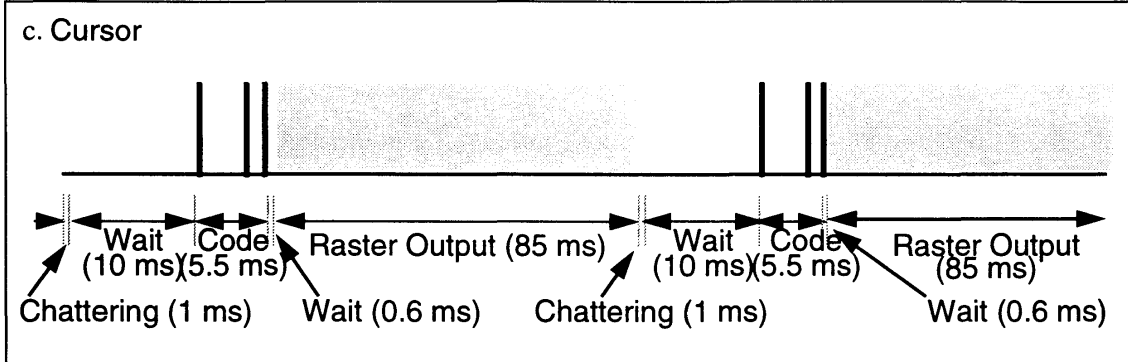 c. Cursor
Wait Code Raster Output (85 ms) Wait Code Raster Output
(10 ms)(5.5 ms) (10 ms)(5.5 ms) (85 ms)
Chattering (1 ms) Wait (0.6 ms) Chattering (1 ms) Wait (0.6 ms)